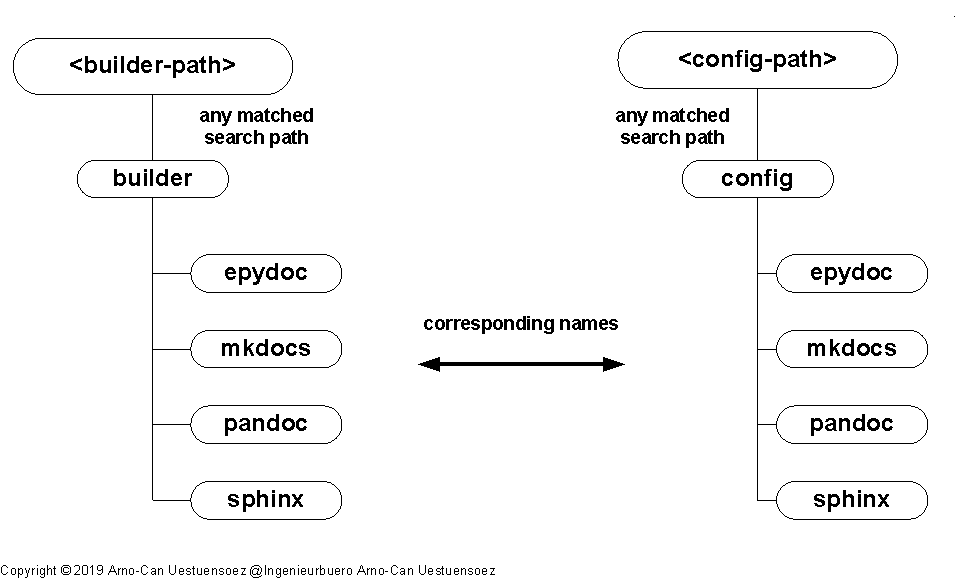 <builder-path>
any matched
search path
builder
epydoc
mkdocs
pandoc
sphinx
corresponding names
<config-path>
any matched
search path
config
epydoc
mkdocs
pandoc
sphinx
Copyright ©2019 Arno-Can Uestuensoez @Ingenieurbuero Arno-Can Uestuensoez